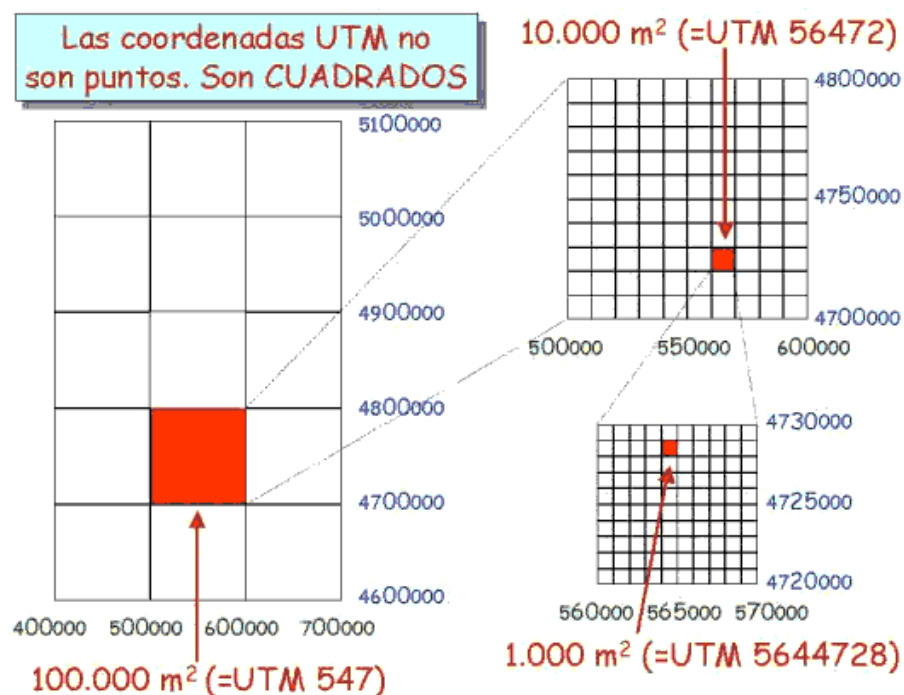 Las coordenadas UTM no
son puntos. Son CUADRADOS
5100000
5000000
4900000
4800000
4700000
4600000
400000 500000 600000 700000
100.000 m² (=UTM 547)
10.000 m² (=UTM 56472)
4800000
4750000
4700000
500000 550000 600000
4730000
4725000
4720000
560000 565000 570000
1.000 m² (=UTM 5644728)